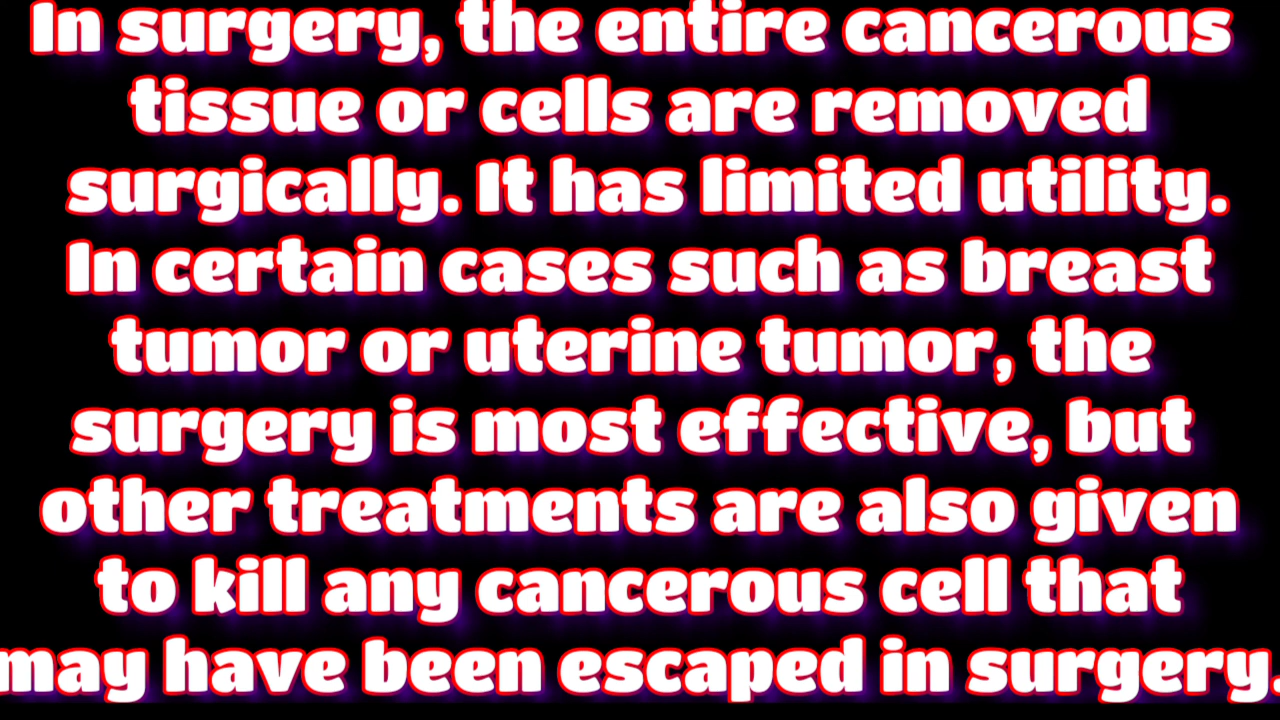 In surgery, the entire cancerous
tissue or cells are removed
surgically. It has limited utility.
In certain cases such as breast
tumor or uterine tumor, the
surgery is most effective, but
other treatments are also given
to kill any cancerous cell that
may have been escaped in surgery.